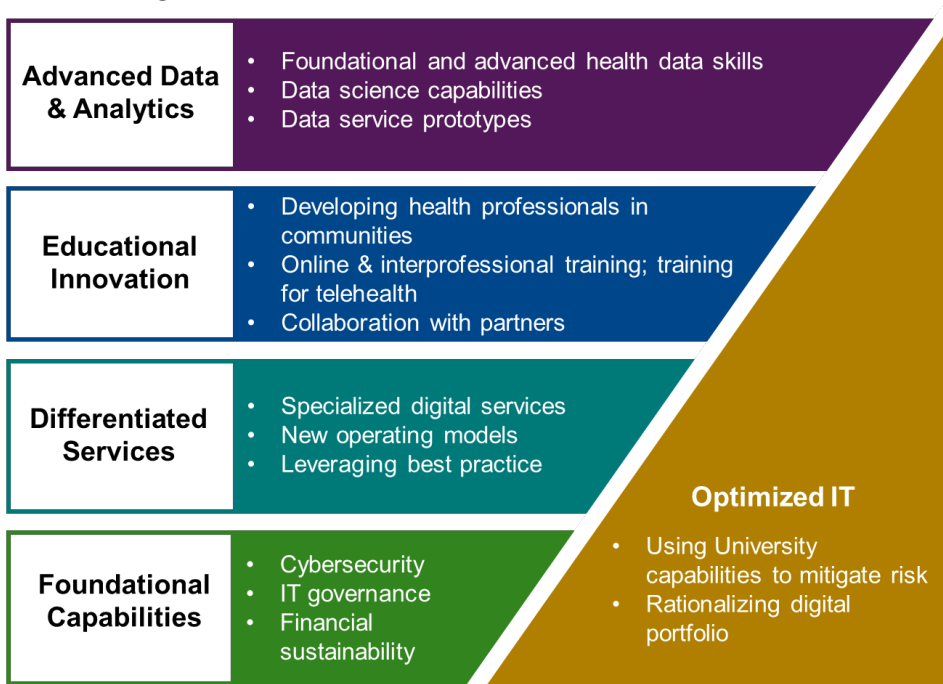 Advanced Data
& Analytics
• Foundational and advanced health data skills
• Data science capabilities
• Data service prototypes
Educational
Innovation
• Developing health professionals in
communities
• Online & interprofessional training; training
for telehealth
• Collaboration with partners
Differentiated
Services
• Specialized digital services
• New operating models
• Leveraging best practice
Foundational
Capabilities
• Cybersecurity
• IT governance
• Financial
sustainability
Optimized IT
• Using University
capabilities to mitigate risk
• Rationalizing digital
portfolio